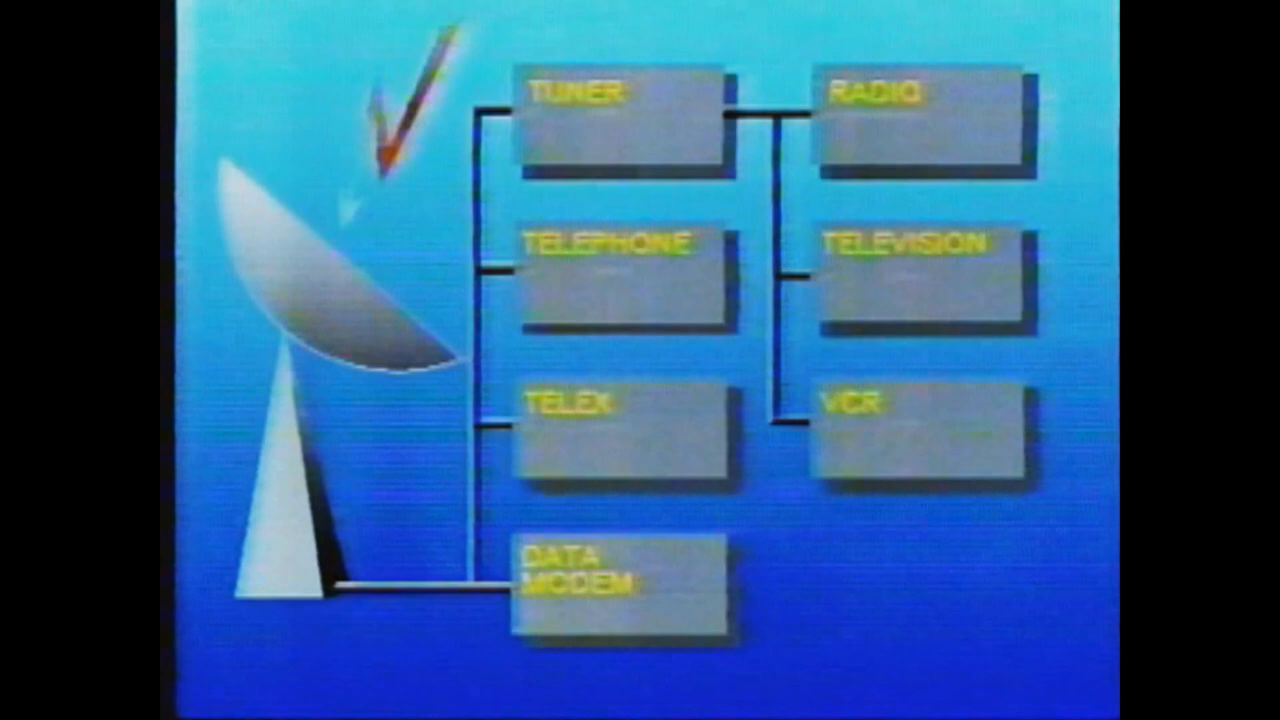 TUNER
RADIO
TELEPHONE
TELEVISION
TELEX
VCR
DATA
MODEM